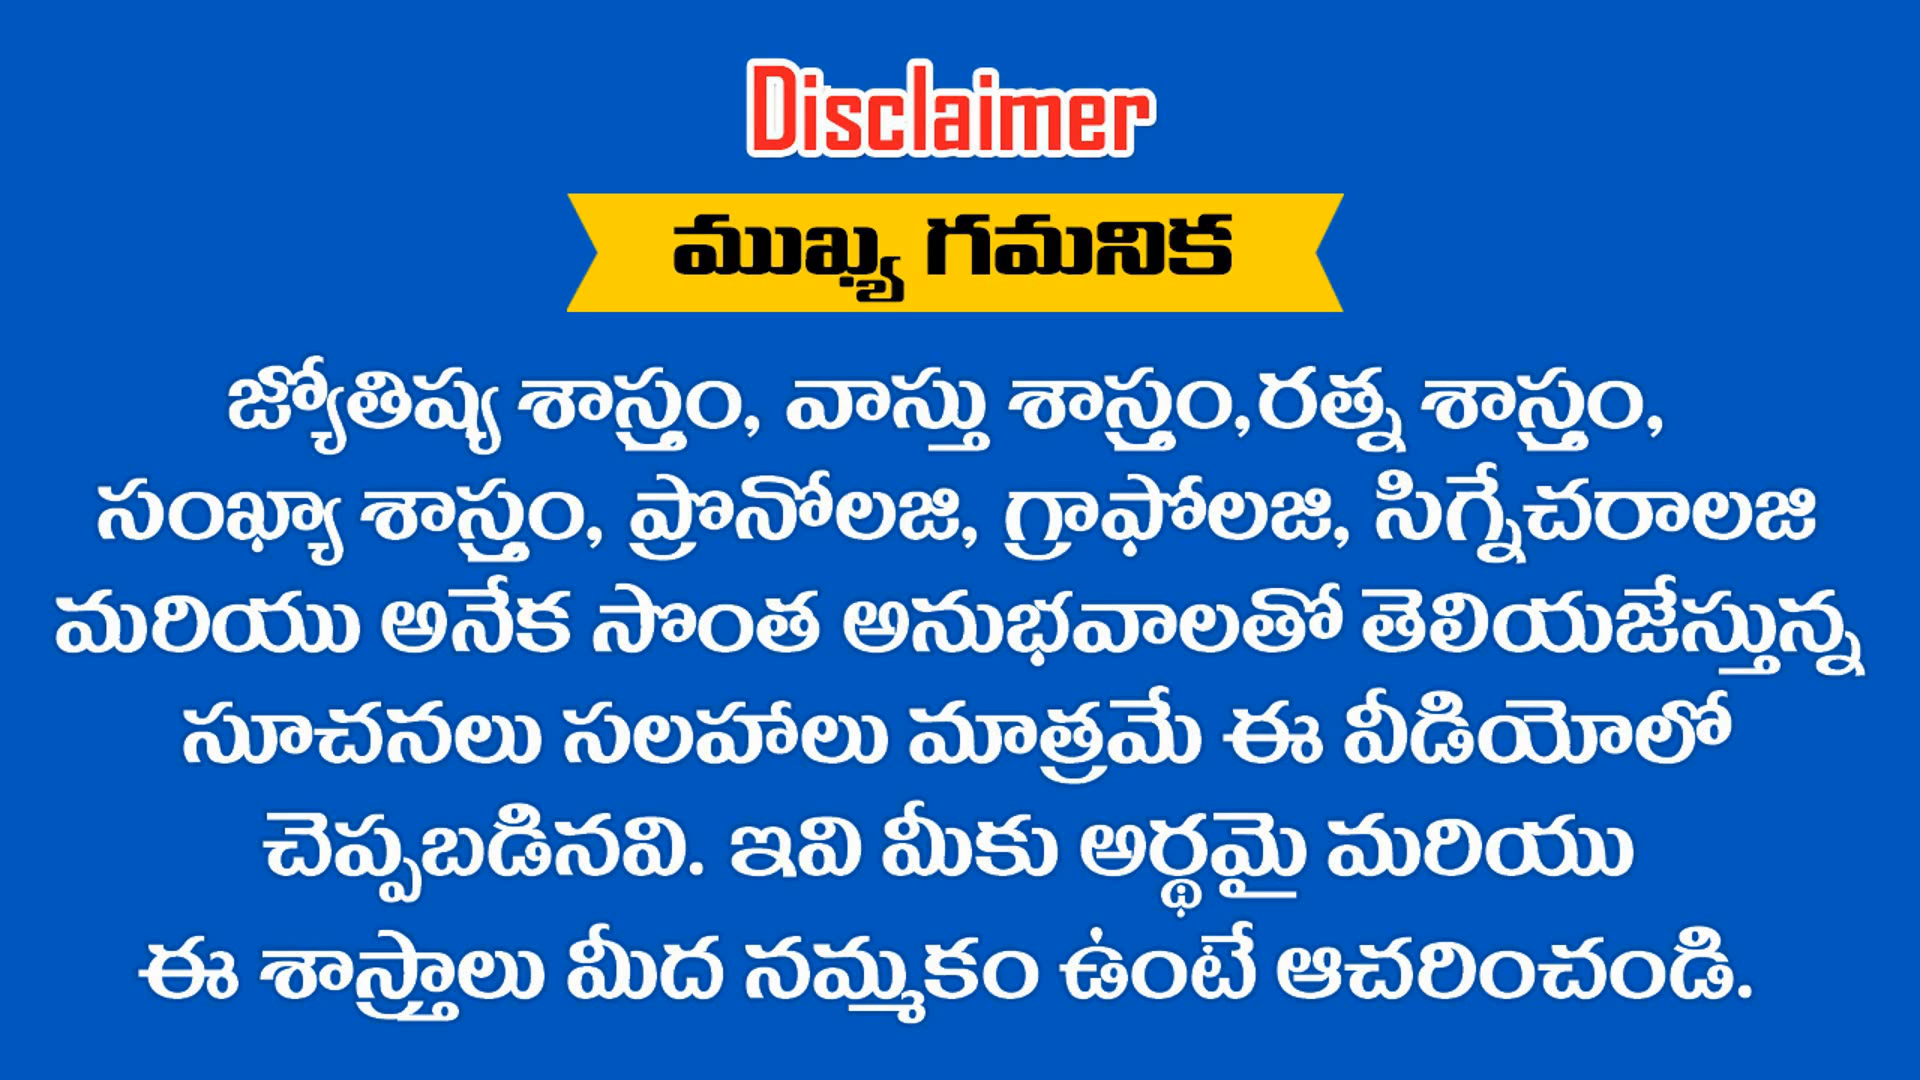 Disclaimer
ముఖ్య గమనిక
జ్యోతిష్య శాస్త్రం, వాస్తు శాస్త్రం,రత్న శాస్త్రం,
సంఖ్యా శాస్త్రం, ప్రొనోలజి, గ్రాఫోలజి, సిగ్నేచరాలజి
మరియు అనేక సొంత అనుభవాలతో తెలియజేస్తున్న
సూచనలు సలహాలు మాత్రమే ఈ వీడియోలో
చెప్పబడినవి. ఇవి మీకు అర్థమై మరియు
ఈ శాస్త్రాలు మీద నమ్మకం ఉంటే ఆచరించండి.